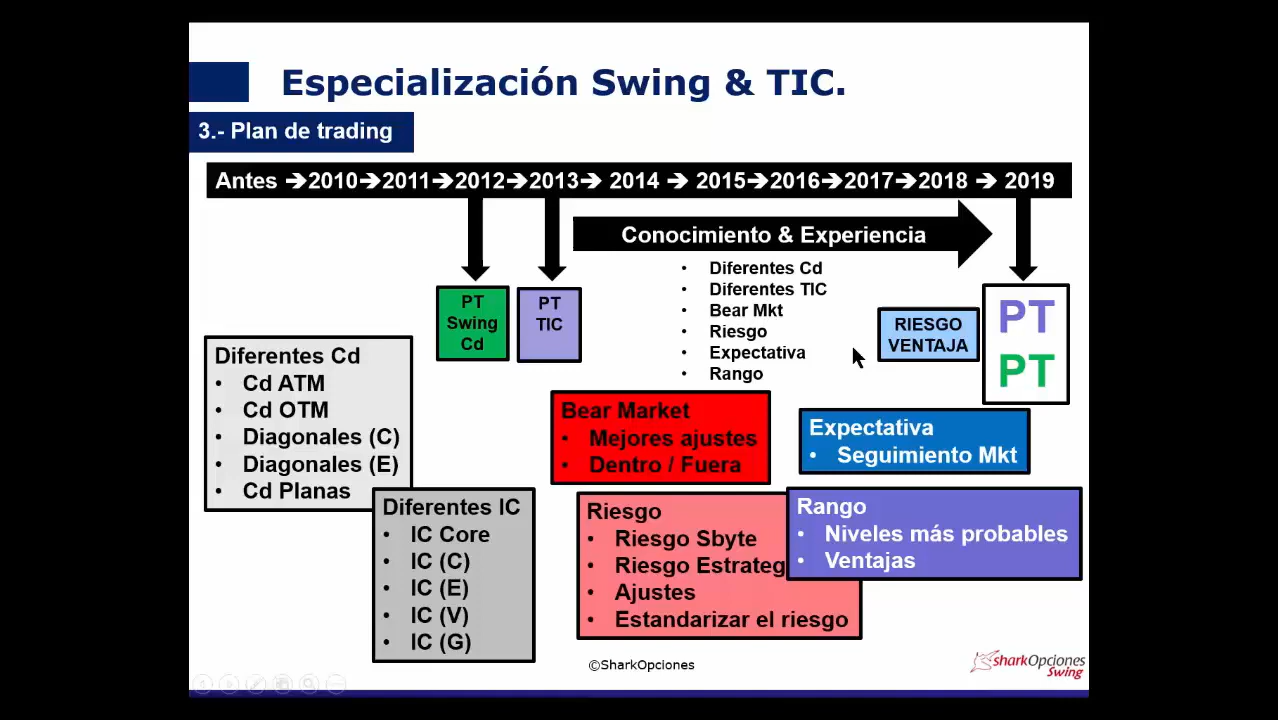 Especialización Swing & TIC.
3.- Plan de trading
Antes ➔2010➔2011➔2012➔2013➔ 2014 ➔ 2015➔2016➔2017➔2018 ➔ 2019
Conocimiento & Experiencia
• Diferentes Cd
• Diferentes TIC
• Bear Mkt
• Riesgo
• Expectativa
• Rango
PT
Swing
Cd
PT
TIC
RIESGO
VENTAJA
PT
PT
Diferentes Cd
• Cd ATM
• Cd OTM
• Diagonales (C)
• Diagonales (E)
• Cd Planas
Diferentes IC
• IC Core
• IC (C)
• IC (E)
• IC (V)
• IC (G)
Bear Market
• Mejores ajustes
• Dentro / Fuera
Riesgo
• Riesgo Sbyte
• Riesgo Estrateg
• Ajustes
• Estandarizar el riesgo
Expectativa
• Seguimiento Mkt
Rango
• Niveles más probables
• Ventajas
©SharkOpciones
sharkOpciones
Swing